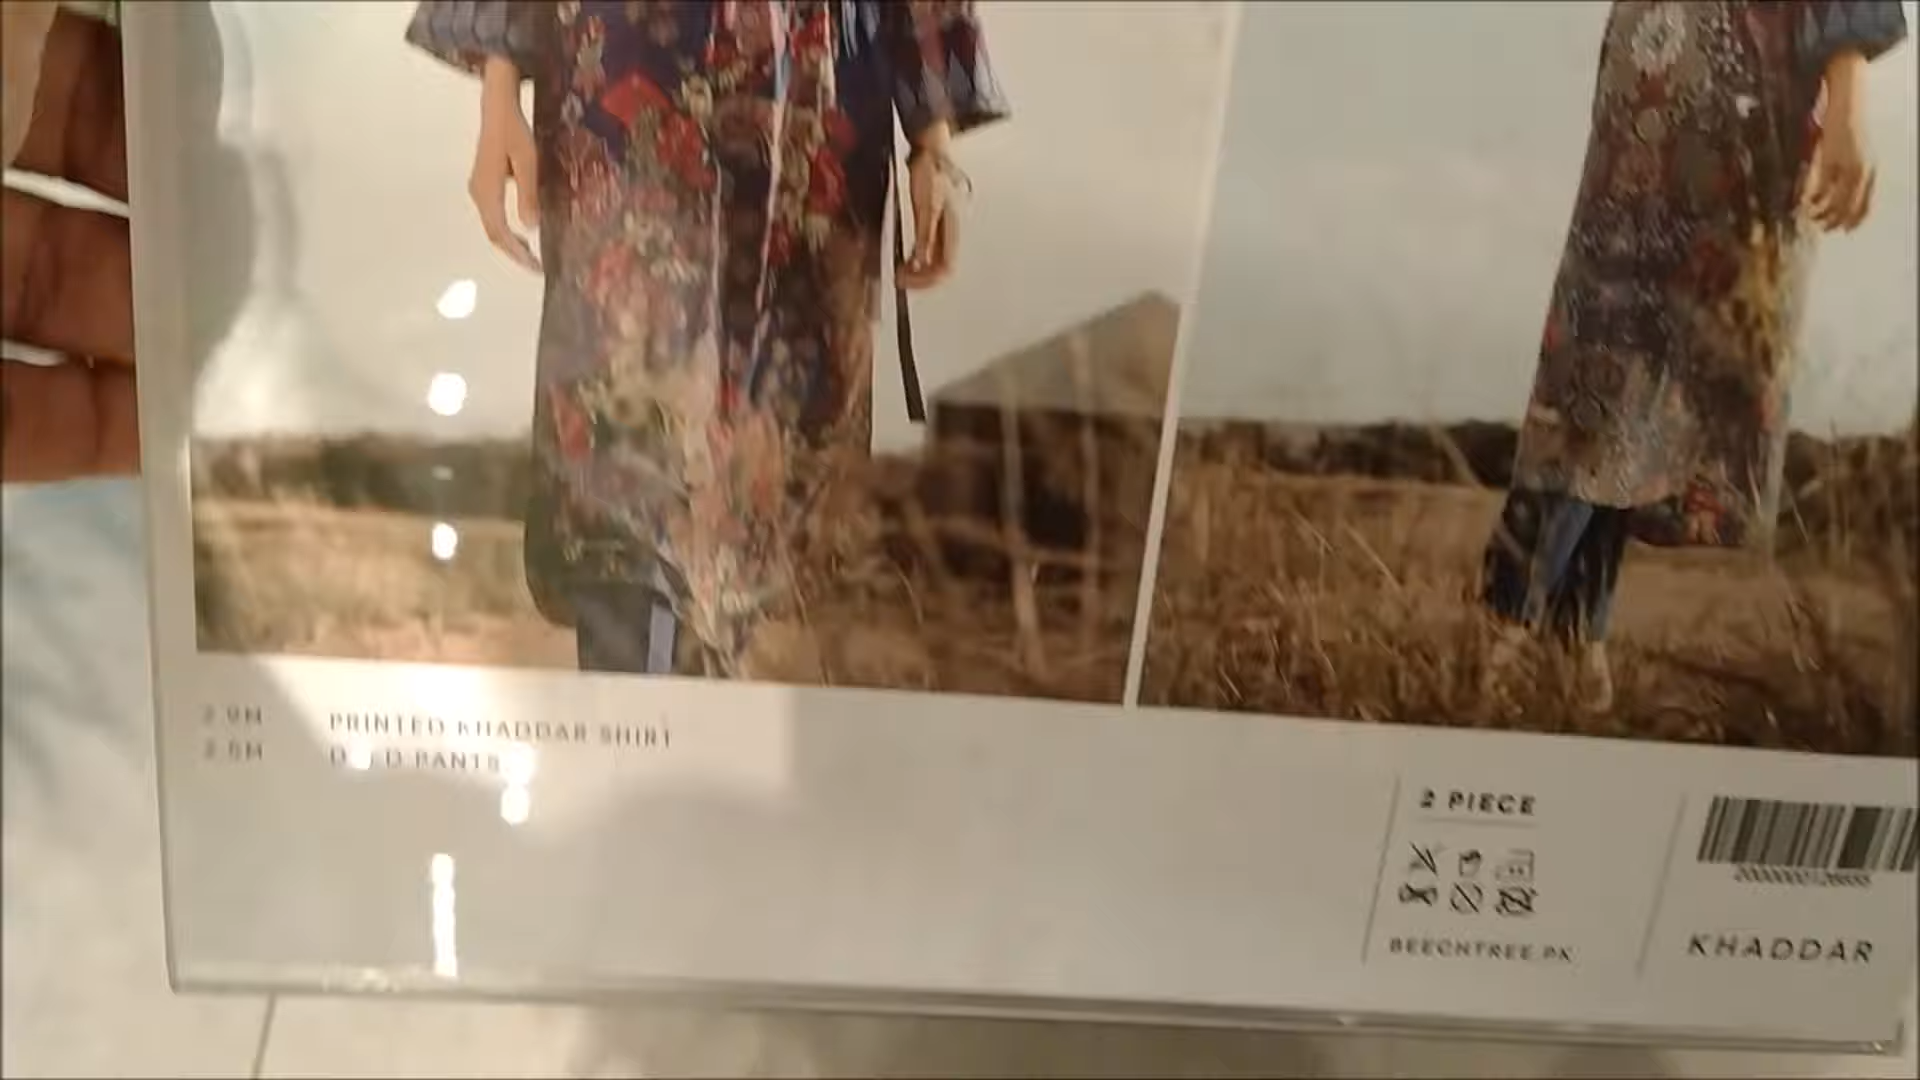 2.9M PRINTED KHADDAR SHIRT
2.5M PANTS
2 PIECE
BEECHTREE.PK
KHADDAR